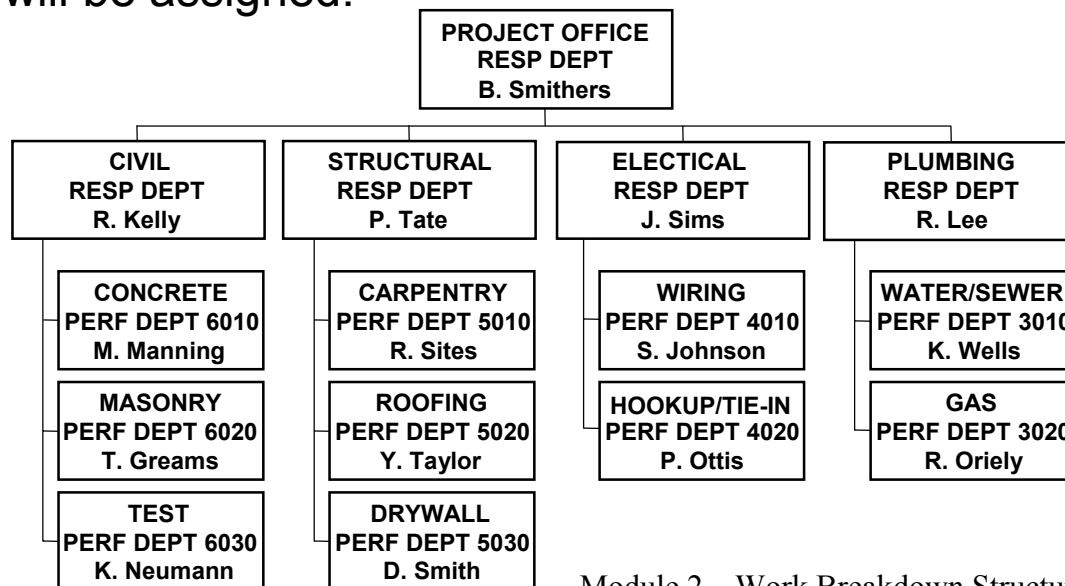 will be assigned.
PROJECT OFFICE
RESP DEPT
B. Smithers
CIVIL
RESP DEPT
R. Kelly
STRUCTURAL
RESP DEPT
P. Tate
ELECTICAL
RESP DEPT
J. Sims
PLUMBING
RESP DEPT
R. Lee
CONCRETE
PERF DEPT 6010
M. Manning
MASONRY
PERF DEPT 6020
T. Greams
TEST
PERF DEPT 6030
K. Neumann
CARPENTRY
PERF DEPT 5010
R. Sites
ROOFING
PERF DEPT 5020
Y. Taylor
DRYWALL
PERF DEPT 5030
D. Smith
WIRING
PERF DEPT 4010
S. Johnson
HOOKUP/TIE-IN
PERF DEPT 4020
P. Ottis
WATER/SEWER
PERF DEPT 3010
K. Wells
GAS
PERF DEPT 3020
R. Oriely
Module 2 Work Breakdown Structu